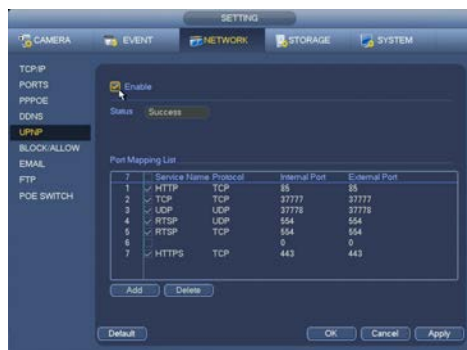 SETTING
CAMERA EVENT NETWORK STORAGE SYSTEM
TCP/IP
PORTS
PPPOE
DDNS
UPNP
BLOCK/ALLOW
EMAIL
FTP
POE SWITCH
Enable
Status Success
Port Mapping List
7 Service Name Protocol Internal Port External Port
1 HTTP TCP 85 85
2 TCP TCP 37777 37777
3 UDP UDP 37778 37778
4 RTSP UDP 554 554
5 RTSP TCP 554 554
6 0 0
7 HTTPS TCP 443 443
Add Delete
Default OK Cancel Apply